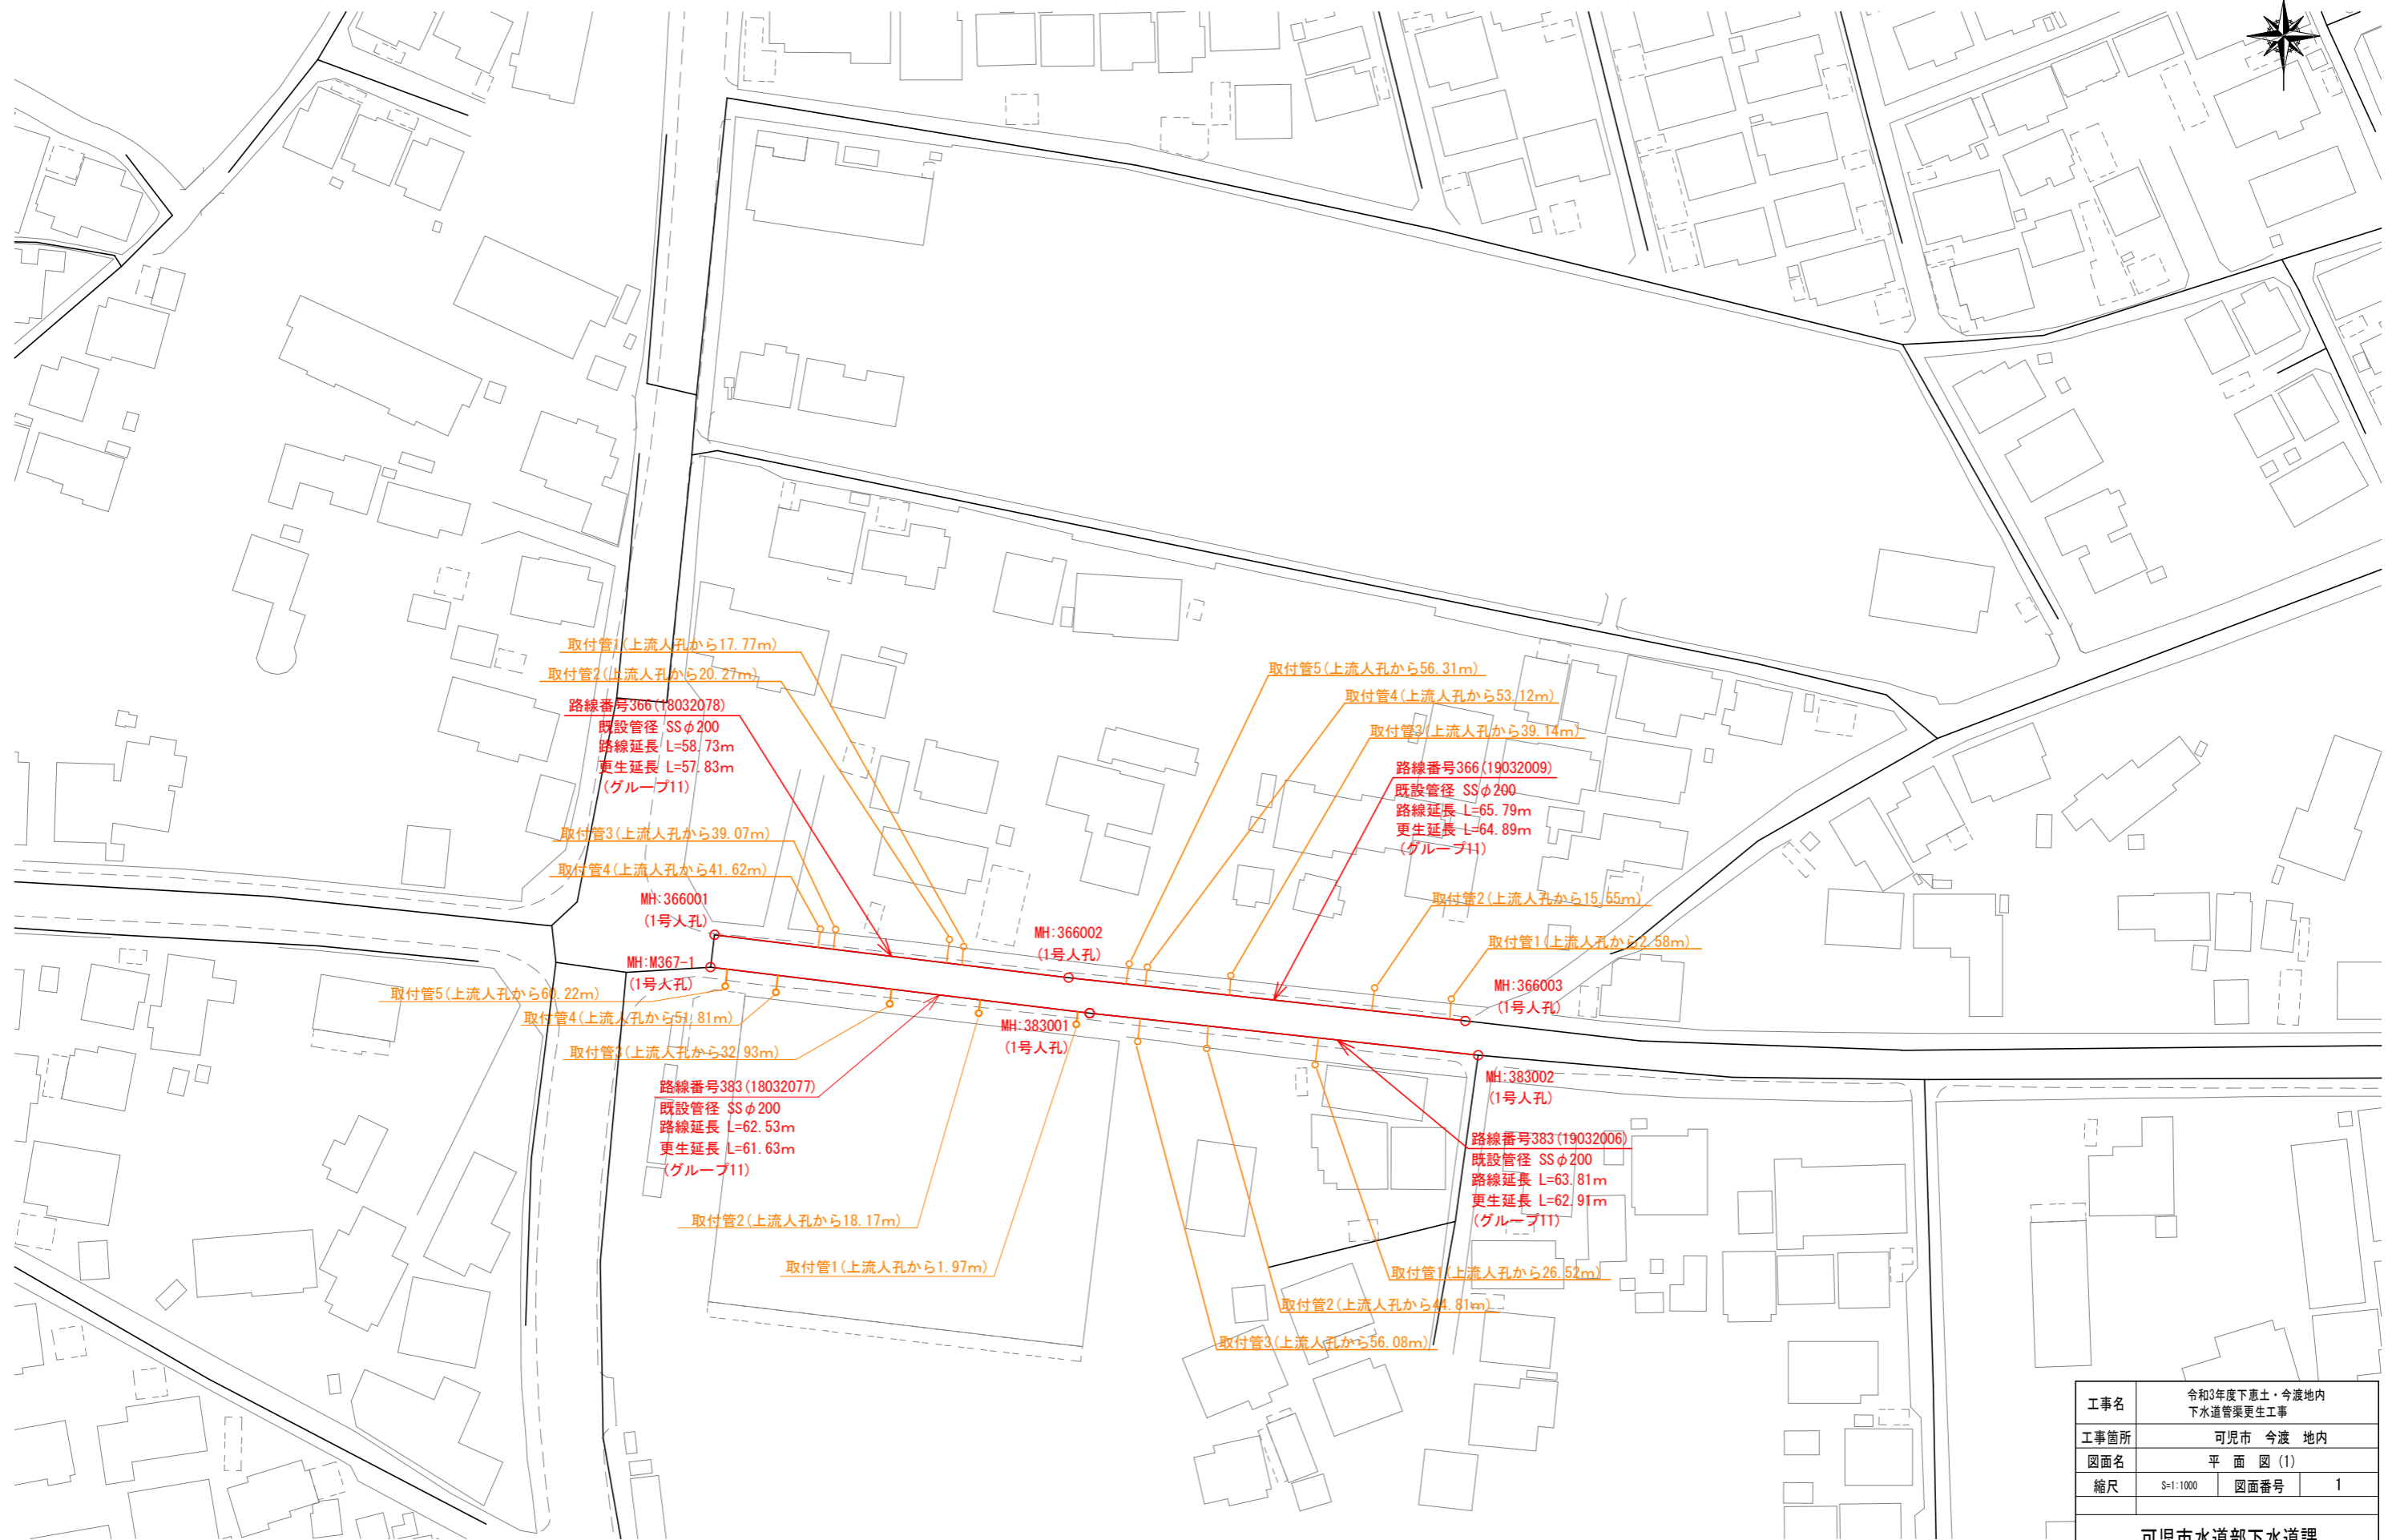 取付管1(上流人孔から17.77m)
取付管2(上流人孔から20.27m)
路線番号366(18032078)
既設管径 SSφ200
路線延長 L=58.73m
更生延長 L=57.83m
(グループ11)
取付管3(上流人孔から39.07m)
取付管4(上流人孔から41.62m)
MH:366001
(1号人孔)
MH:M367-1
(1号人孔)
取付管5(上流人孔から60.22m)
取付管4(上流人孔から51.81m)
取付管3(上流人孔から32.93m)
路線番号383(18032077)
既設管径 SSφ200
路線延長 L=62.53m
更生延長 L=61.63m
(グループ11)
取付管2(上流人孔から18.17m)
取付管1(上流人孔から1.97m)
MH:366002
(1号人孔)
MH:383001
(1号人孔)
取付管5(上流人孔から56.31m)
取付管4(上流人孔から53.12m)
取付管3(上流人孔から39.14m)
路線番号366(19032009)
既設管径 SSφ200
路線延長 L=65.79m
更生延長 L=64.89m
(グループ11)
取付管2(上流人孔から15.55m)
取付管1(上流人孔から2.58m)
MH:366003
(1号人孔)
MH:383002
(1号人孔)
路線番号383(19032006)
既設管径 SSφ200
路線延長 L=63.81m
更生延長 L=62.91m
(グループ11)
取付管1(上流人孔から26.52m)
取付管2(上流人孔から44.81m)
取付管3(上流人孔から56.08m)
工事名 令和3年度下恵土・今渡地内
下水道管渠更生工事
工事箇所 可児市 今渡 地内
図面名 平 面 図 (1)
縮尺 S=1:1000 図面番号 1
可児市水道部下水道課